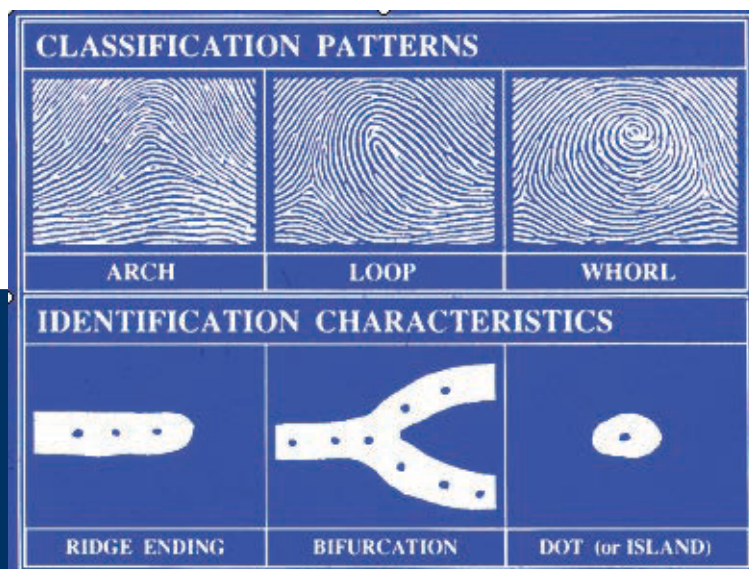 CLASSIFICATION PATTERNS
ARCH
LOOP
WHORL
IDENTIFICATION CHARACTERISTICS
RIDGE ENDING
BIFURCATION
DOT (or ISLAND)